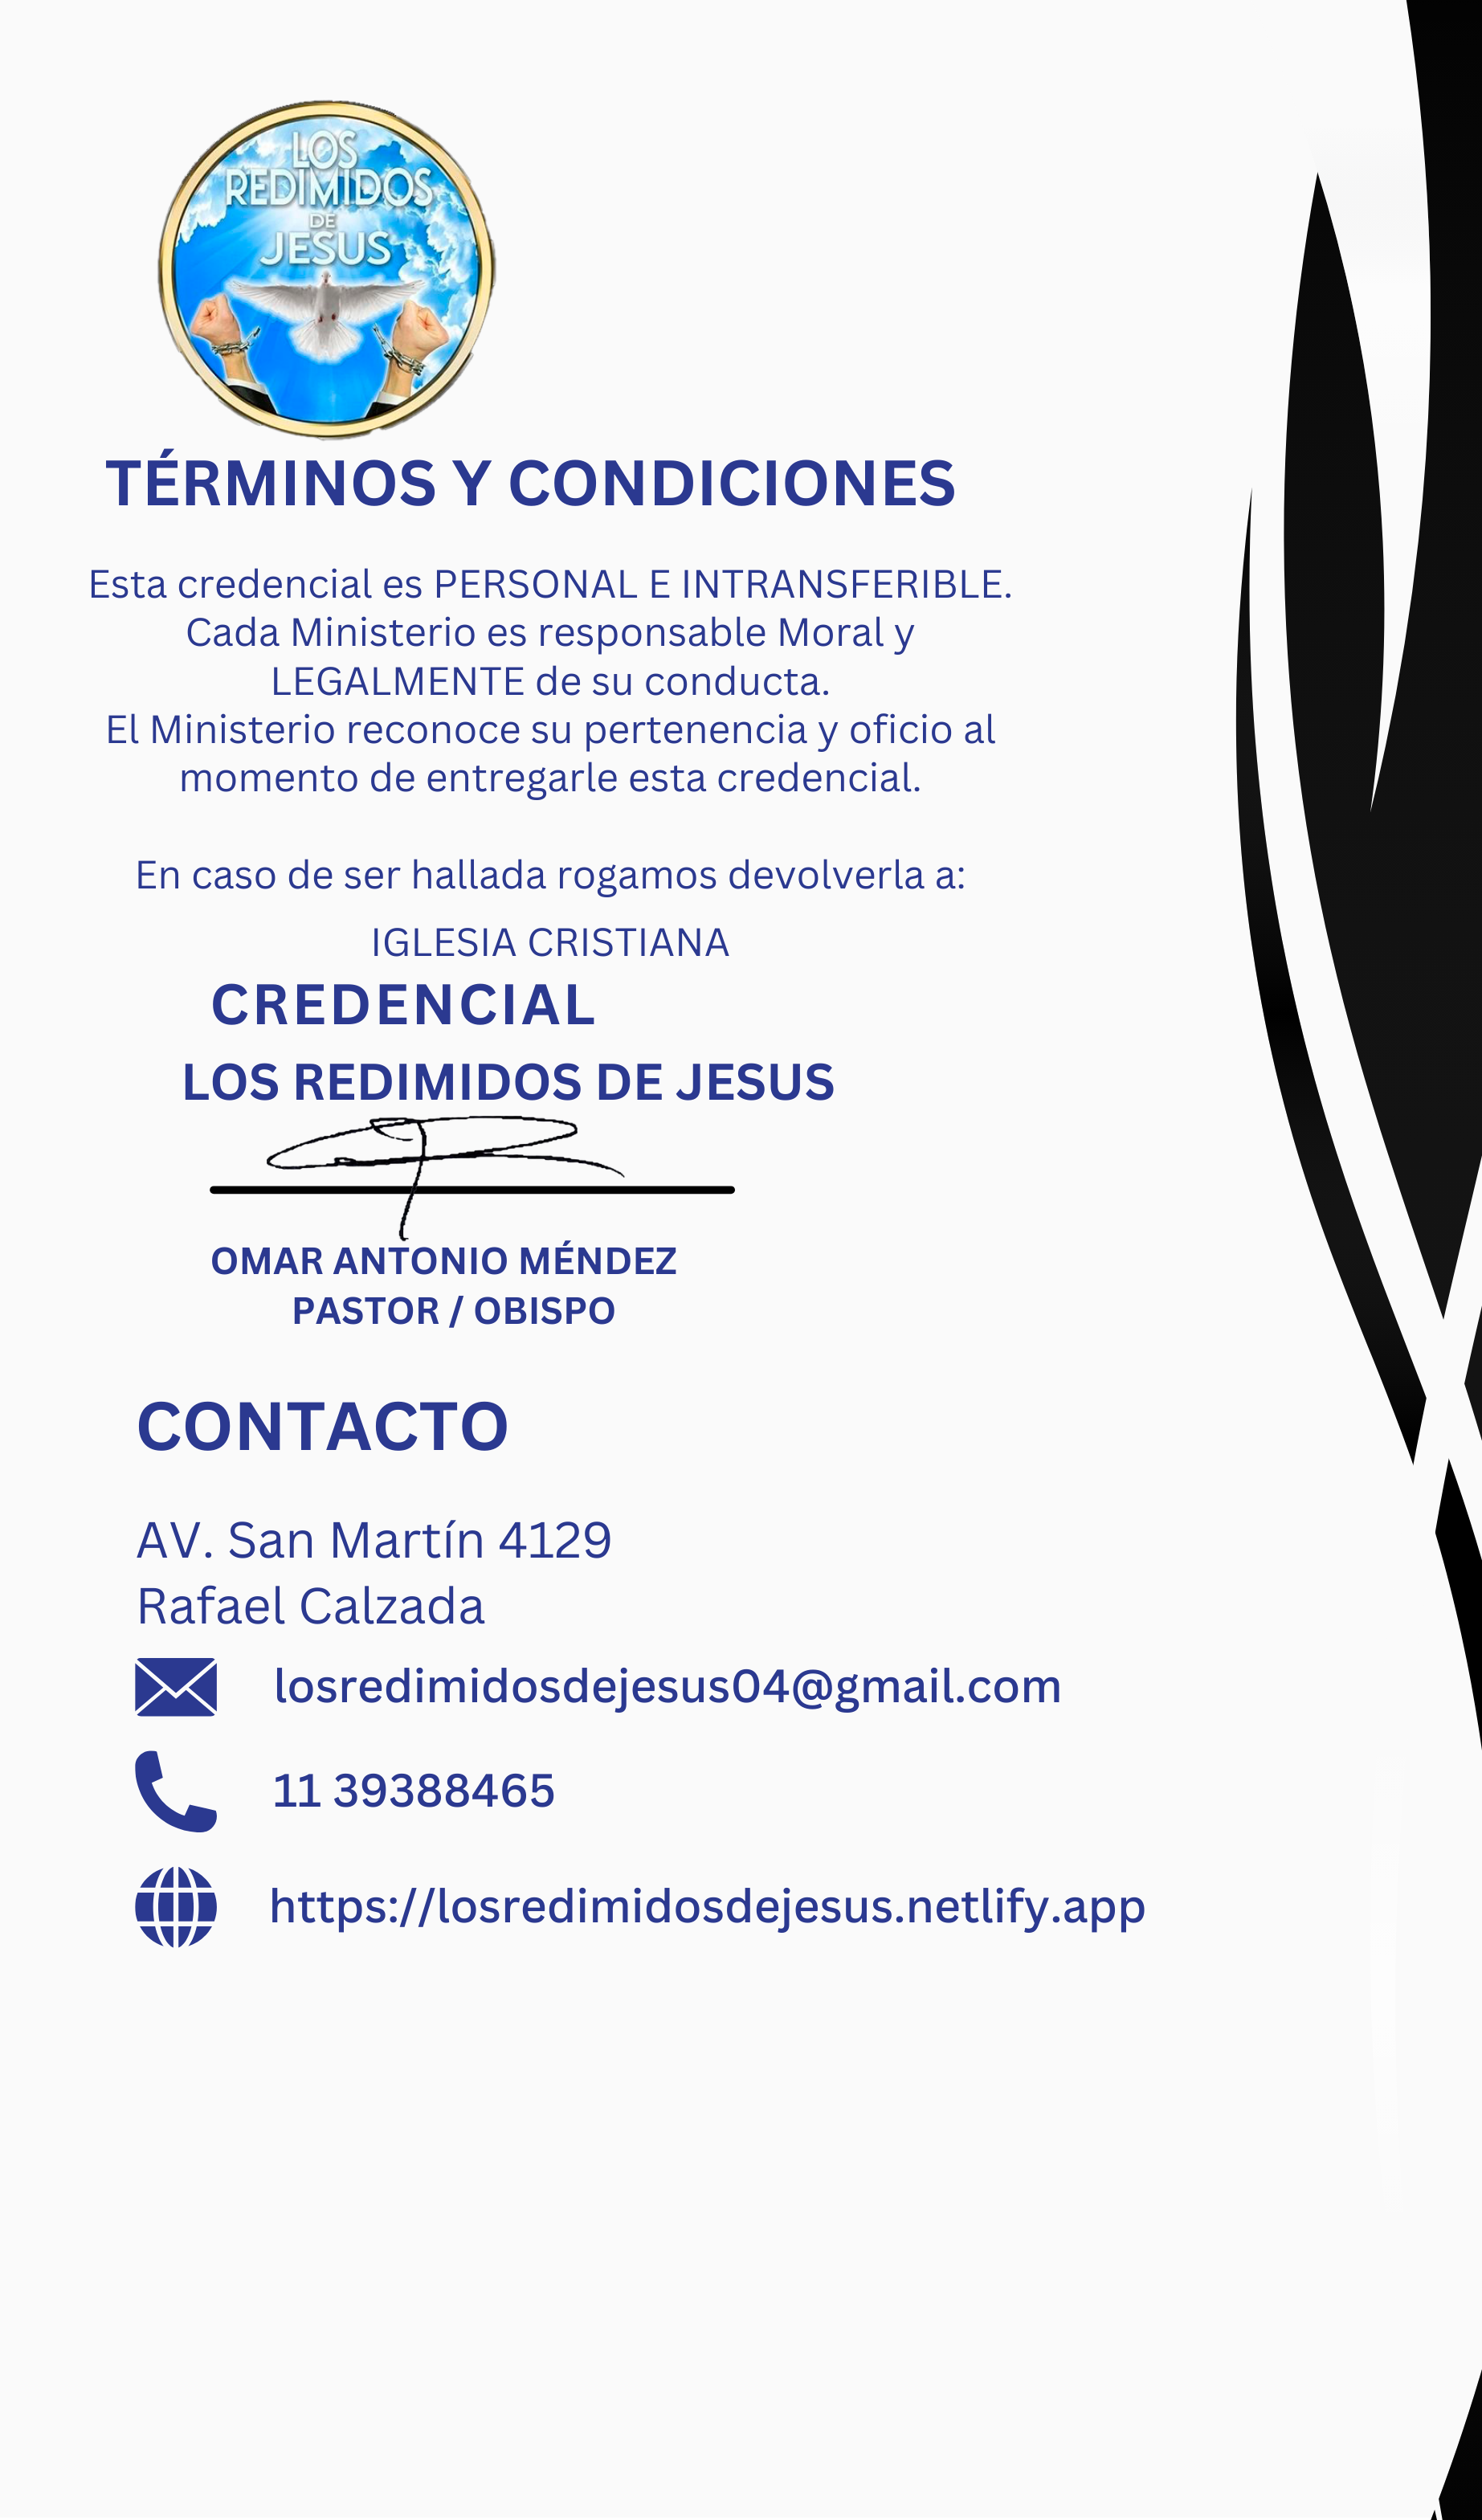 LOS
REDIMIDOS
DE
JESUS
TÉRMINOS Y CONDICIONES
Esta credencial es PERSONAL E INTRANSFERIBLE.
Cada Ministerio es responsable Moral y
LEGALMENTE de su conducta.
El Ministerio reconoce su pertenencia y oficio al
momento de entregarle esta credencial.
En caso de ser hallada rogamos devolverla a:
IGLESIA CRISTIANA
CREDENCIAL
LOS REDIMIDOS DE JESUS
OMAR ANTONIO MÉNDEZ
PASTOR / OBISPO
CONTACTO
AV. San Martín 4129
Rafael Calzada
losredimidosdejesus04@gmail.com
11 39388465
https://losredimidosdejesus.netlify.app